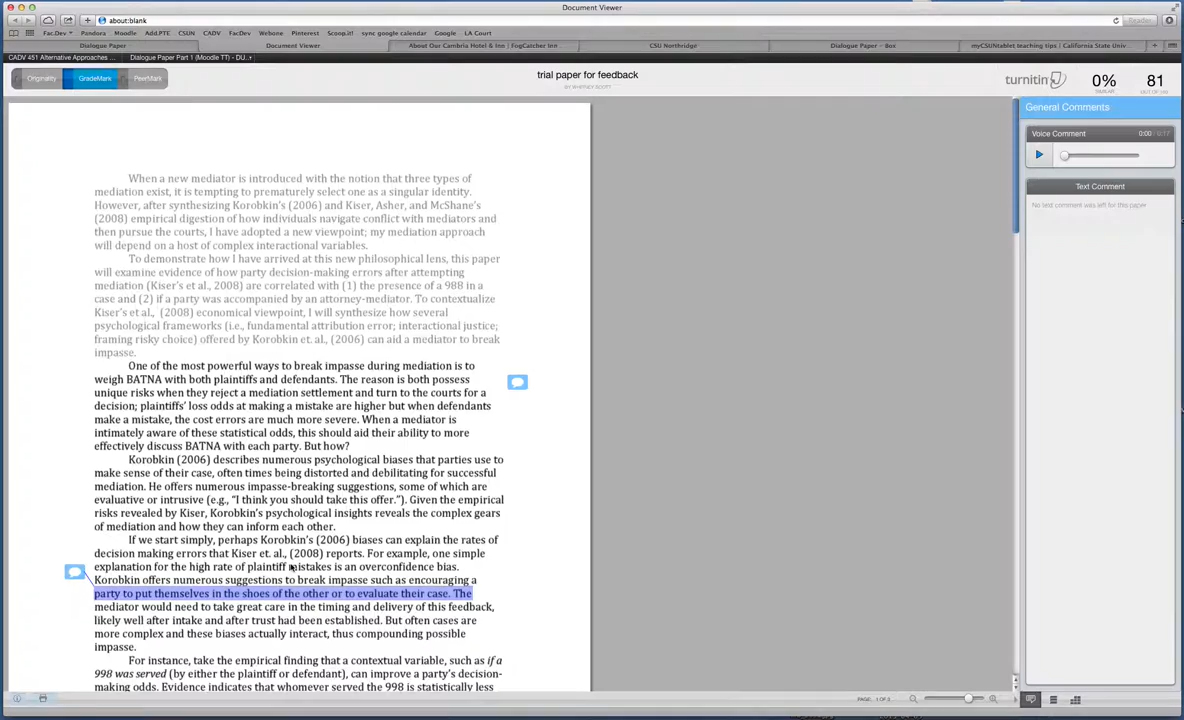 Document Viewer
about:blank
Reader
Fac.Dev Pandora Moodle Add.PTE CSUN CADV FacDev Webone Pinterest Scoop.it! sync google calendar Google LA Court
Dialogue Paper Document Viewer About Our Cambria Hotel & Inn | FogCatcher Inn CSU Northridge Dialogue Paper – Box myCSUNtablet teaching tips | California State Univ...
CADV 451 Alternative Approaches ... Dialogue Paper Part 1 (Moodle TT) - DU...
Originality GradeMark PeerMark
trial paper for feedback
BY WHITNEY SCOTT
turnitin
0%
SIMILAR
81
OUT OF 100
General Comments
Voice Comment 0:00 / 0:17
Text Comment
No text comment was left for this paper
When a new mediator is introduced with the notion that three types of
mediation exist, it is tempting to prematurely select one as a singular identity.
However, after synthesizing Korobkin's (2006) and Kiser, Asher, and McShane's
(2008) empirical digestion of how individuals navigate conflict with mediators and
then pursue the courts, I have adopted a new viewpoint; my mediation approach
will depend on a host of complex interactional variables.
To demonstrate how I have arrived at this new philosophical lens, this paper
will examine evidence of how party decision-making errors after attempting
mediation (Kiser's et al., 2008) are correlated with (1) the presence of a 988 in a
case and (2) if a party was accompanied by an attorney-mediator. To contextualize
Kiser's et al., (2008) economical viewpoint, I will synthesize how several
psychological frameworks (i.e., fundamental attribution error; interactional justice;
framing risky choice) offered by Korobkin et. al., (2006) can aid a mediator to break
impasse.
One of the most powerful ways to break impasse during mediation is to
weigh BATNA with both plaintiffs and defendants. The reason is both possess
unique risks when they reject a mediation settlement and turn to the courts for a
decision; plaintiffs' loss odds at making a mistake are higher but when defendants
make a mistake, the cost errors are much more severe. When a mediator is
intimately aware of these statistical odds, this should aid their ability to more
effectively discuss BATNA with each party. But how?
Korobkin (2006) describes numerous psychological biases that parties use to
make sense of their case, often times being distorted and debilitating for successful
mediation. He offers numerous impasse-breaking suggestions, some of which are
evaluative or intrusive (e.g., "I think you should take this offer."). Given the empirical
risks revealed by Kiser, Korobkin's psychological insights reveals the complex gears
of mediation and how they can inform each other.
If we start simply, perhaps Korobkin's (2006) biases can explain the rates of
decision making errors that Kiser et. al., (2008) reports. For example, one simple
explanation for the high rate of plaintiff mistakes is an overconfidence bias.
Korobkin offers numerous suggestions to break impasse such as encouraging a
party to put themselves in the shoes of the other or to evaluate their case. The
mediator would need to take great care in the timing and delivery of this feedback,
likely well after intake and after trust had been established. But often cases are
more complex and these biases actually interact, thus compounding possible
impasse.
For instance, take the empirical finding that a contextual variable, such as if a
998 was served (by either the plaintiff or defendant), can improve a party's decision-
making odds. Evidence indicates that whomever served the 998 is statistically less
PAGE: 1 OF 3